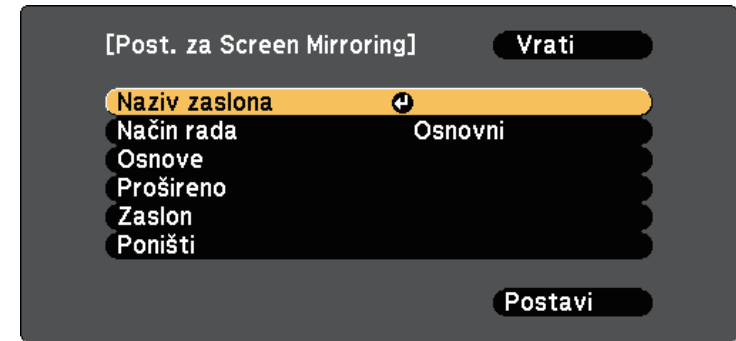 [Post. za Screen Mirroring] Vrati
Naziv zaslona
Način rada Osnovni
Osnove
Prošireno
Zaslon
Poništi
Postavi